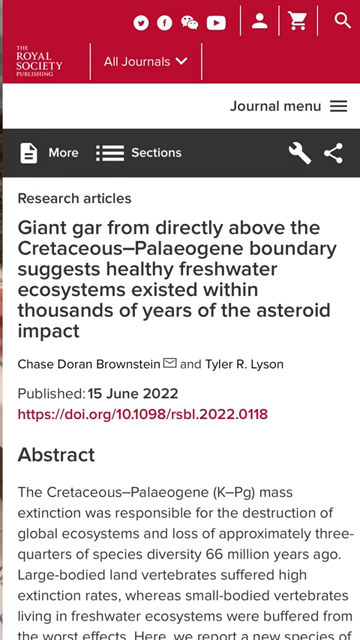 THE
ROYAL
SOCIETY
PUBLISHING
All Journals
Journal menu
More
Sections
Research articles
Giant gar from directly above the
Cretaceous–Palaeogene boundary
suggests healthy freshwater
ecosystems existed within
thousands of years of the asteroid
impact
Chase Doran Brownstein and Tyler R. Lyson
Published: 15 June 2022
https://doi.org/10.1098/rsbl.2022.0118
Abstract
The Cretaceous–Palaeogene (K–Pg) mass
extinction was responsible for the destruction of
global ecosystems and loss of approximately three-
quarters of species diversity 66 million years ago.
Large-bodied land vertebrates suffered high
extinction rates, whereas small-bodied vertebrates
living in freshwater ecosystems were buffered from
the worst effects. Here, we report a new species of